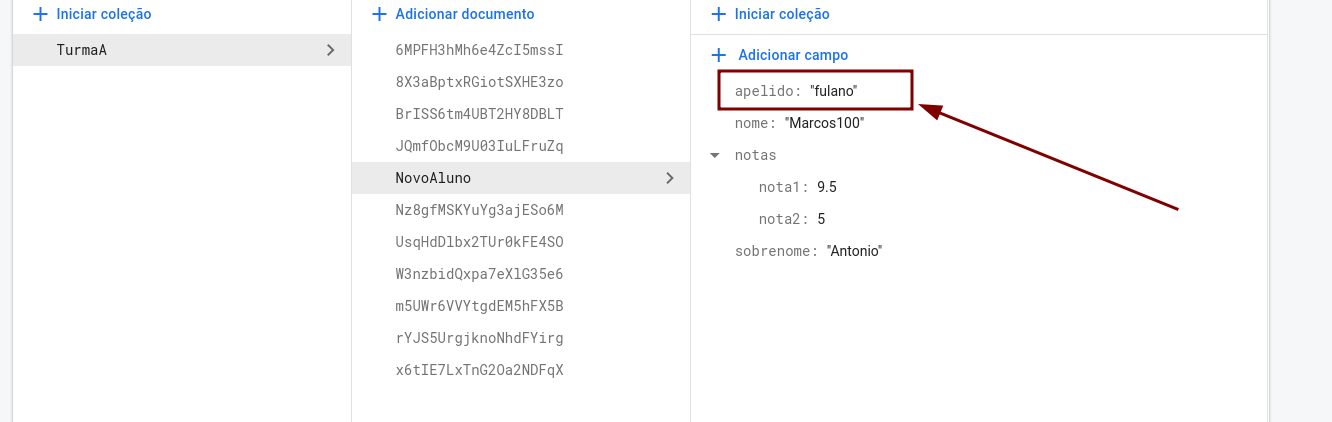 Iniciar coleção
TurmaA
Adicionar documento
6MPFH3hMh6e4ZcI5mssI
8X3aBptxRGiotSXHE3zo
BrISS6tm4UBT2HY8DBLT
JQmfObcM9U03IuLFruZq
NovoAluno
Nz8gfMSKYuYg3ajESo6M
UsqHdDlbx2TUr0kFE4SO
W3nzbidQxpa7eXlG35e6
m5UWr6VVYtgdEM5hFX5B
rYJS5UrgjknoNhdFYirg
x6tIE7LxTnG2Oa2NDFqX
Iniciar coleção
Adicionar campo
apelido: "fulano"
nome: "Marcos100"
notas
nota1: 9.5
nota2: 5
sobrenome: "Antonio"